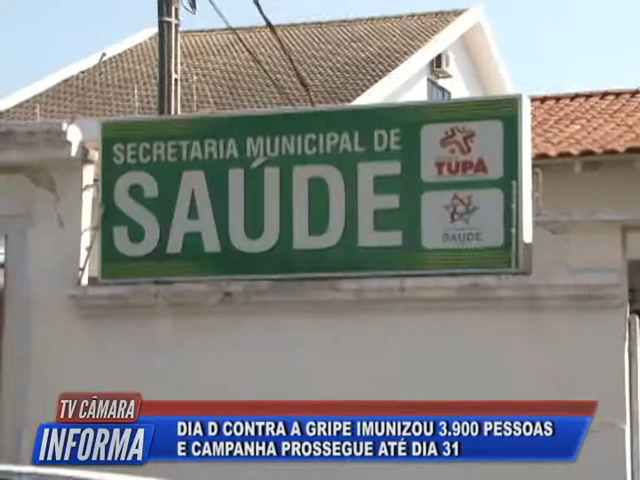 SECRETARIA MUNICIPAL DE
SAÚDE
TUPÃ
SAÚDE
TV CÂMARA
INFORMA
DIA D CONTRA A GRIPE IMUNIZOU 3.900 PESSOAS
E CAMPANHA PROSSEGUE ATÉ DIA 31